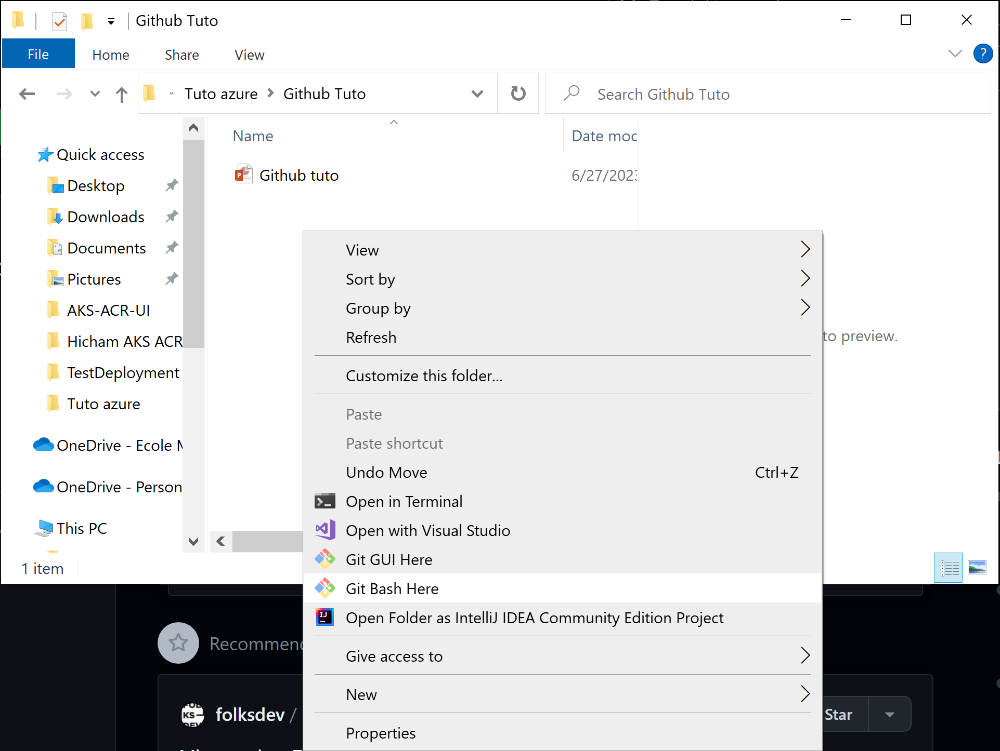 Github Tuto
File Home Share View
« Tuto azure > Github Tuto
Search Github Tuto
Name
Date mod
Github tuto
6/27/2023
Quick access
Desktop
Downloads
Documents
Pictures
AKS-ACR-UI
Hicham AKS ACR
TestDeployment
Tuto azure
OneDrive - Ecole M
OneDrive - Person
This PC
1 item
to preview.
View
Sort by
Group by
Refresh
Customize this folder...
Paste
Paste shortcut
Undo Move Ctrl+Z
Open in Terminal
Open with Visual Studio
Git GUI Here
Git Bash Here
Open Folder as IntelliJ IDEA Community Edition Project
Give access to
New
Properties
Recommend
folksdev /
Star